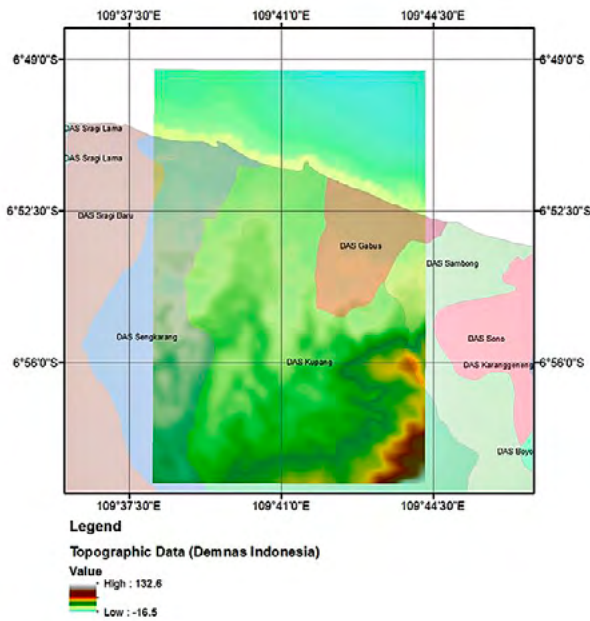 109°37'30"E 109°41'0"E 109°44'30"E
6°49'0"S 6°49'0"S
DAS Sragi Lama
DAS Sragi Lama
6°52'30"S 6°52'30"S
DAS Sragi Baru
DAS Gabus
DAS Sambong
DAS Sengkarang
DAS Sono
6°56'0"S DAS Kupang DAS Karanggeneng 6°56'0"S
DAS Boyo
109°37'30"E 109°41'0"E 109°44'30"E
Legend
Topographic Data (Demnas Indonesia)
Value
High : 132.6
Low : -16.5